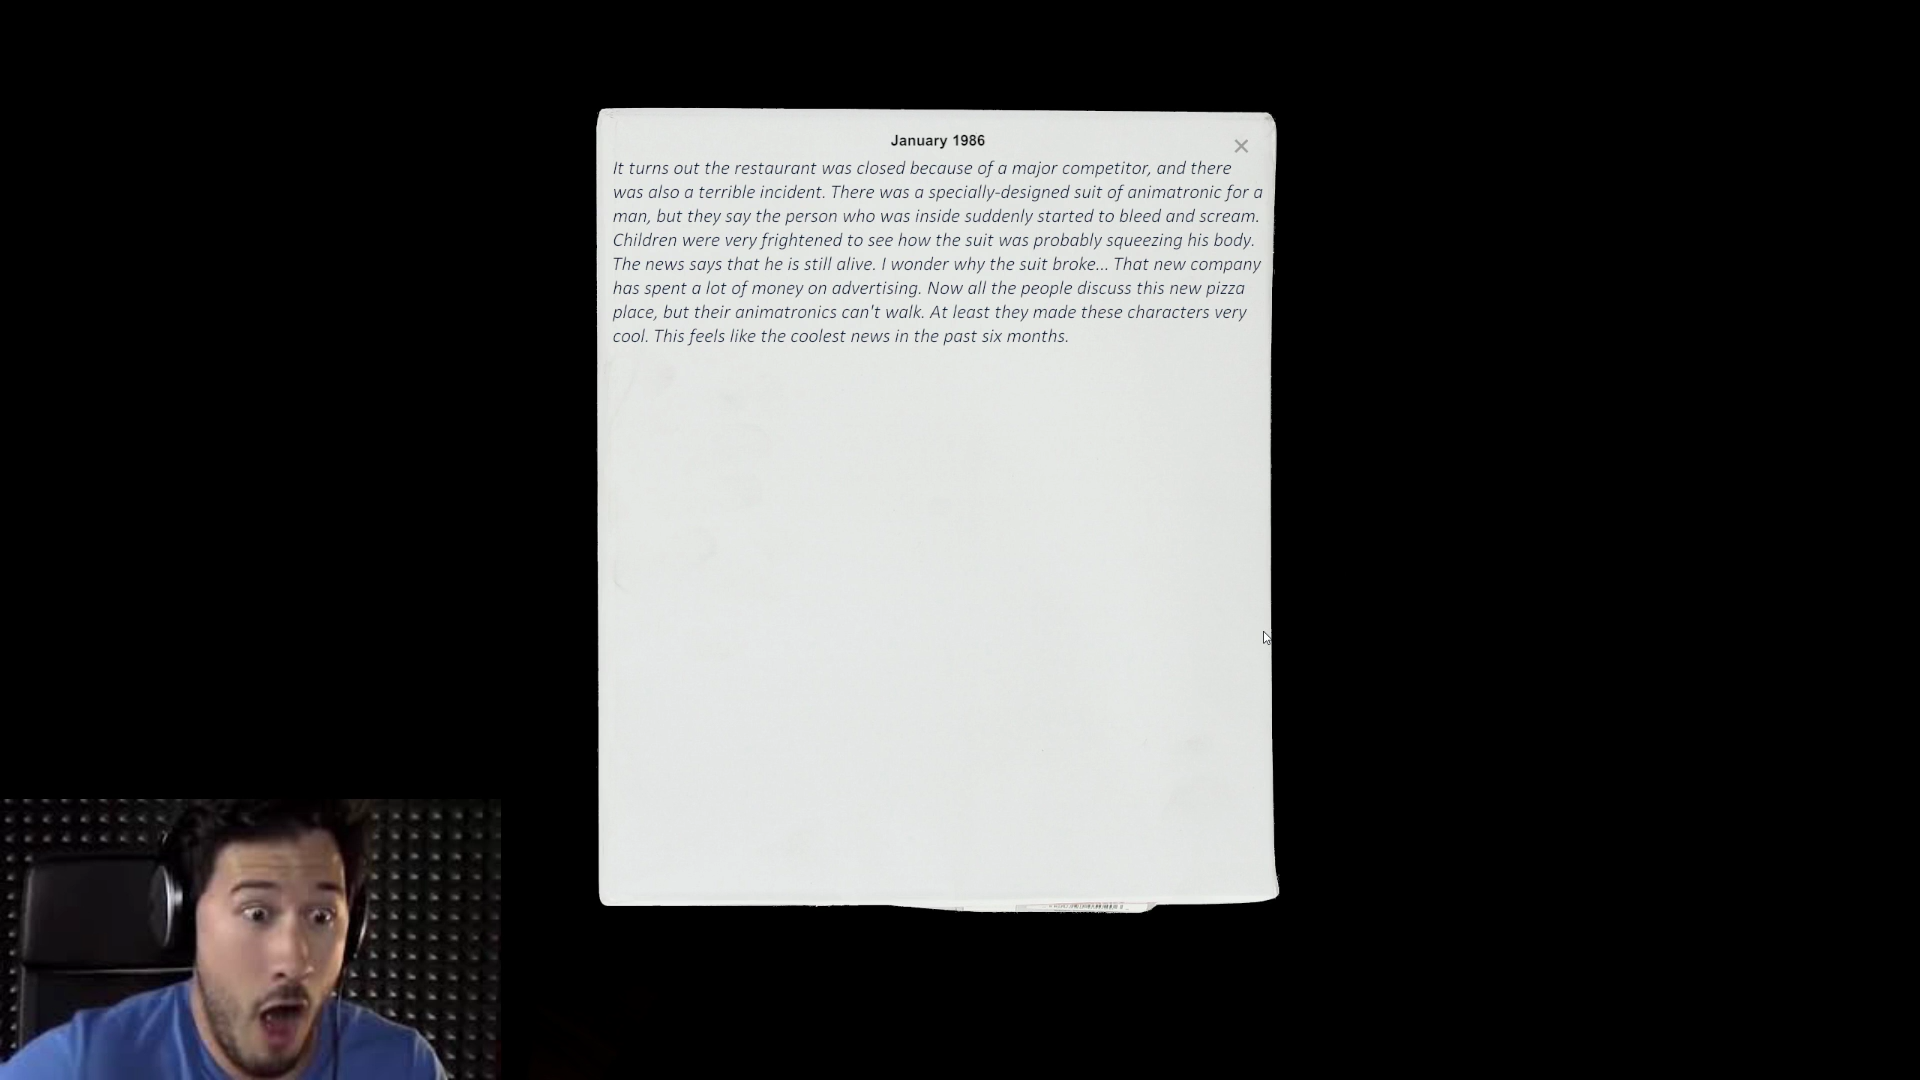 January 1986
It turns out the restaurant was closed because of a major competitor, and there
was also a terrible incident. There was a specially-designed suit of animatronic for a
man, but they say the person who was inside suddenly started to bleed and scream.
Children were very frightened to see how the suit was probably squeezing his body.
The news says that he is still alive. I wonder why the suit broke... That new company
has spent a lot of money on advertising. Now all the people discuss this new pizza
place, but their animatronics can't walk. At least they made these characters very
cool. This feels like the coolest news in the past six months.